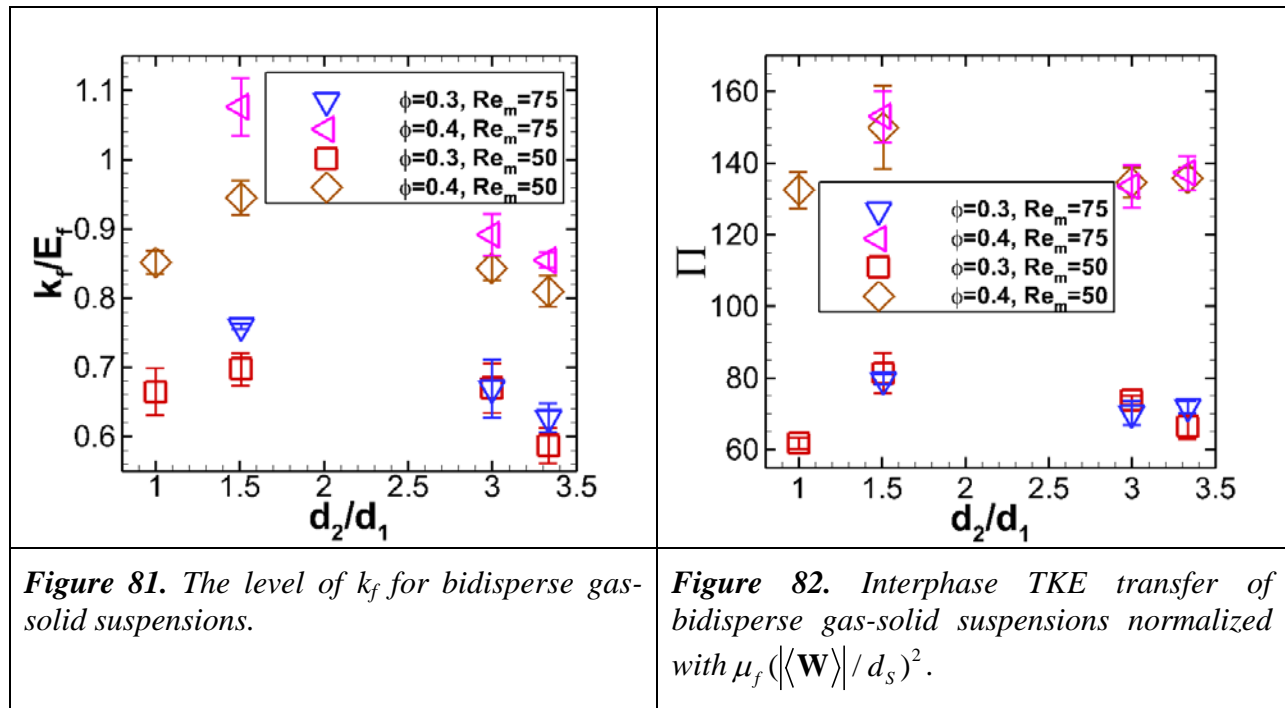 1.1
1
0.9
0.8
0.7
0.6
k_f/E_f
ϕ=0.3, Re_m=75
ϕ=0.4, Re_m=75
ϕ=0.3, Re_m=50
ϕ=0.4, Re_m=50
1 1.5 2 2.5 3 3.5
d_2/d_1
160
140
120
100
80
60
Π
ϕ=0.3, Re_m=75
ϕ=0.4, Re_m=75
ϕ=0.3, Re_m=50
ϕ=0.4, Re_m=50
1 1.5 2 2.5 3 3.5
d_2/d_1
Figure 81. The level of k_f for bidisperse gas-
solid suspensions.
Figure 82. Interphase TKE transfer of
bidisperse gas-solid suspensions normalized
with μ_f(|⟨W⟩|/d_S)².